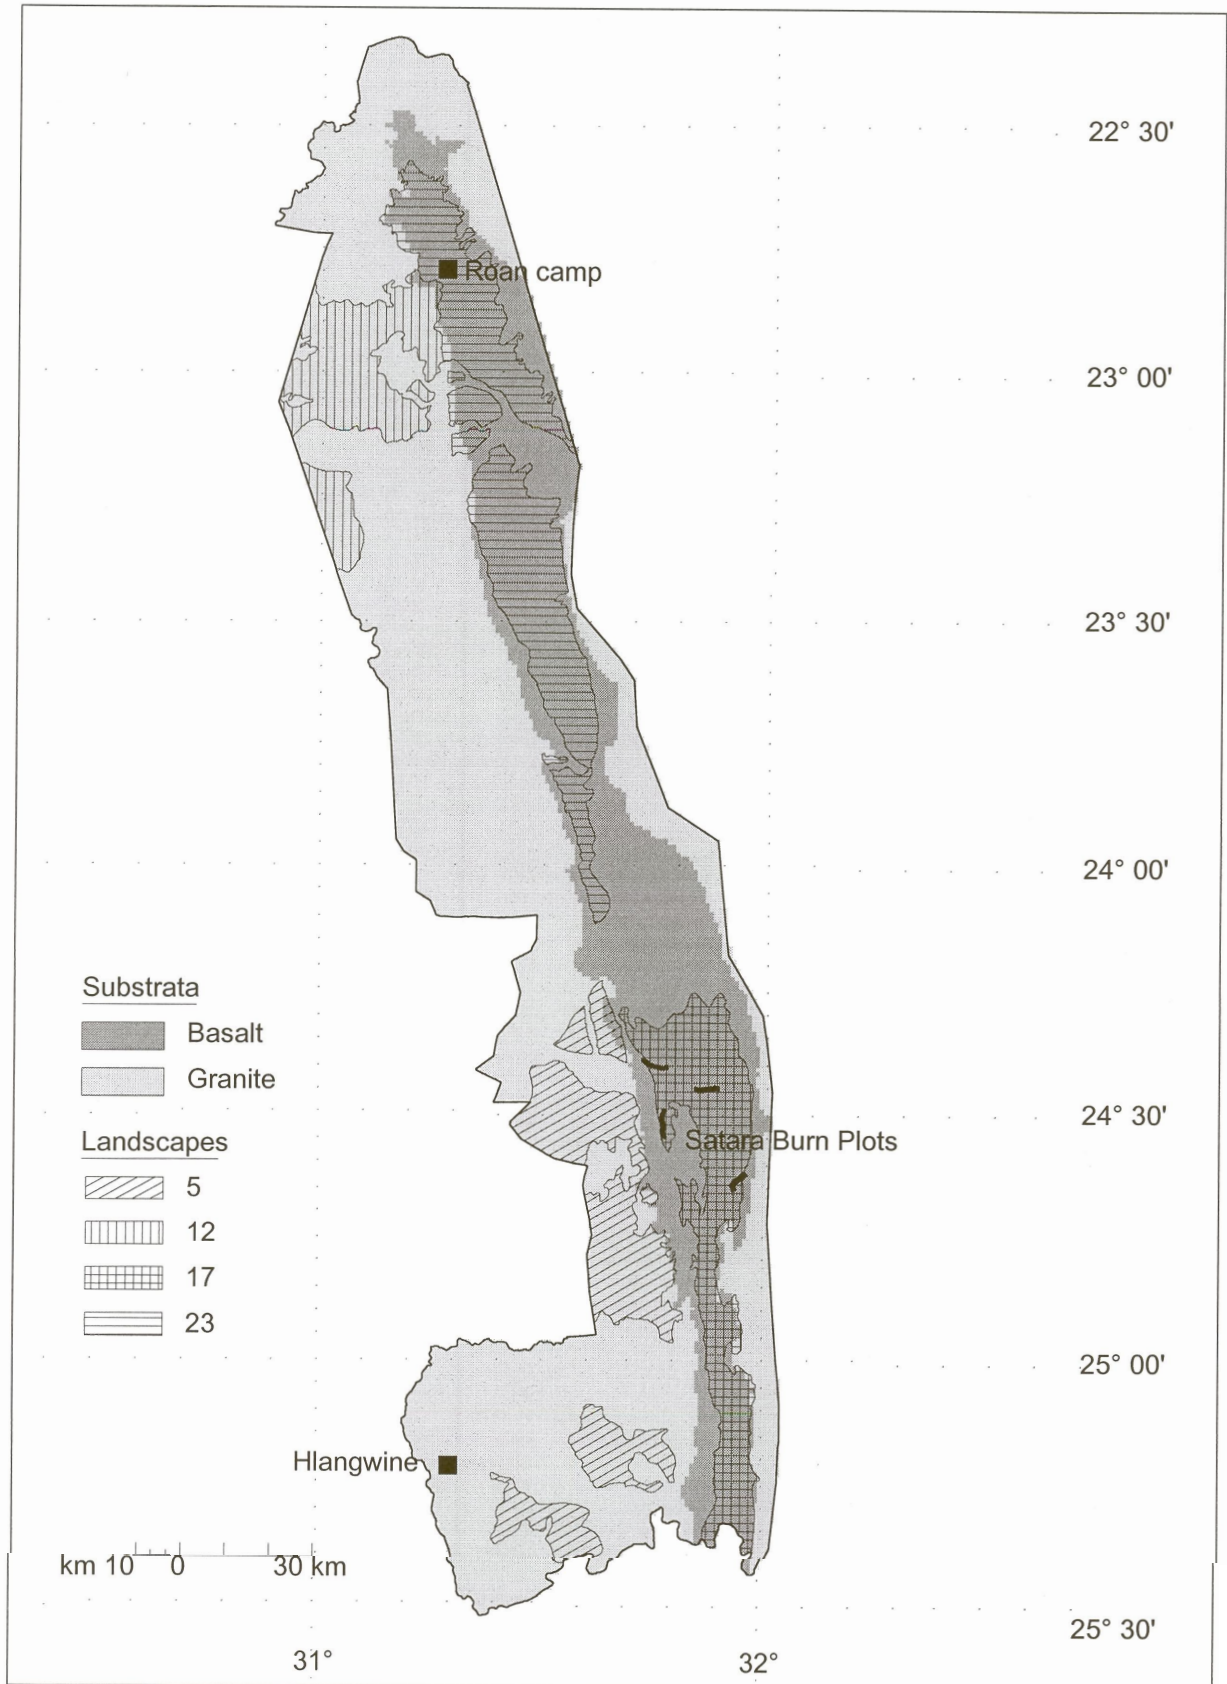 22° 30'
Roan camp
23° 00'
23° 30'
24° 00'
Substrata
Basalt
Granite
24° 30'
Landscapes
Satara Burn Plots
5
12
17
23
25° 00'
Hlangwine
km 10 0 30 km
25° 30'
31° 32°